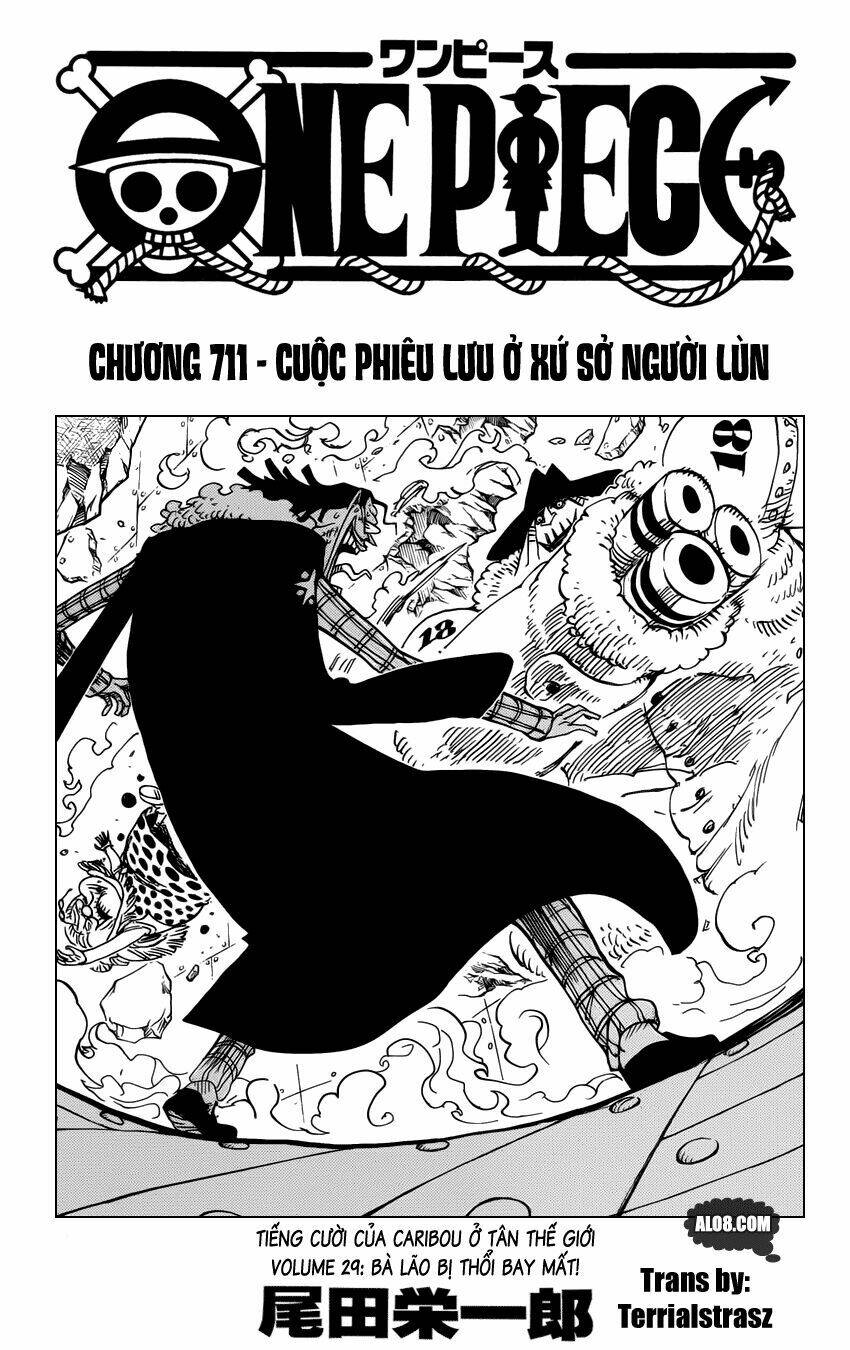 ワンピース
ONE PIECE
CHƯƠNG 711 - CUỘC PHIÊU LƯU Ở XỨ SỞ NGƯỜI LÙN
18
18
TIẾNG CƯỜI CỦA CARIBOU Ở TÂN THẾ GIỚI
VOLUME 29: BÀ LÃO BỊ THỔI BAY MẤT!
尾田栄一郎
ALO8.COM
Trans by:
Terrialstrasz